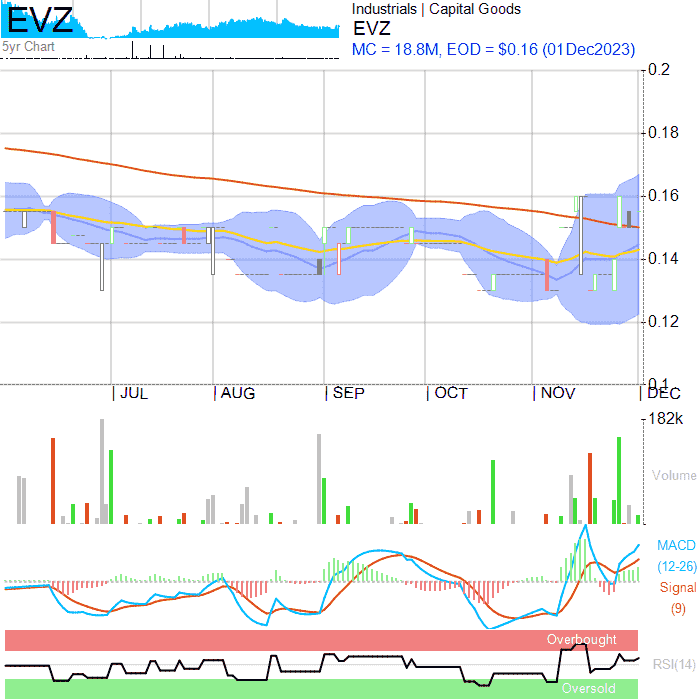 EVZ
5yr Chart
Industrials | Capital Goods
EVZ
MC = 18.8M, EOD = $0.16 (01Dec2023)
0.2
0.18
0.16
0.14
0.12
0.1
| JUL | AUG | SEP | OCT | NOV | DEC
182k
Volume
MACD
(12-26)
Signal
(9)
Overbought
RSI(14)
Oversold